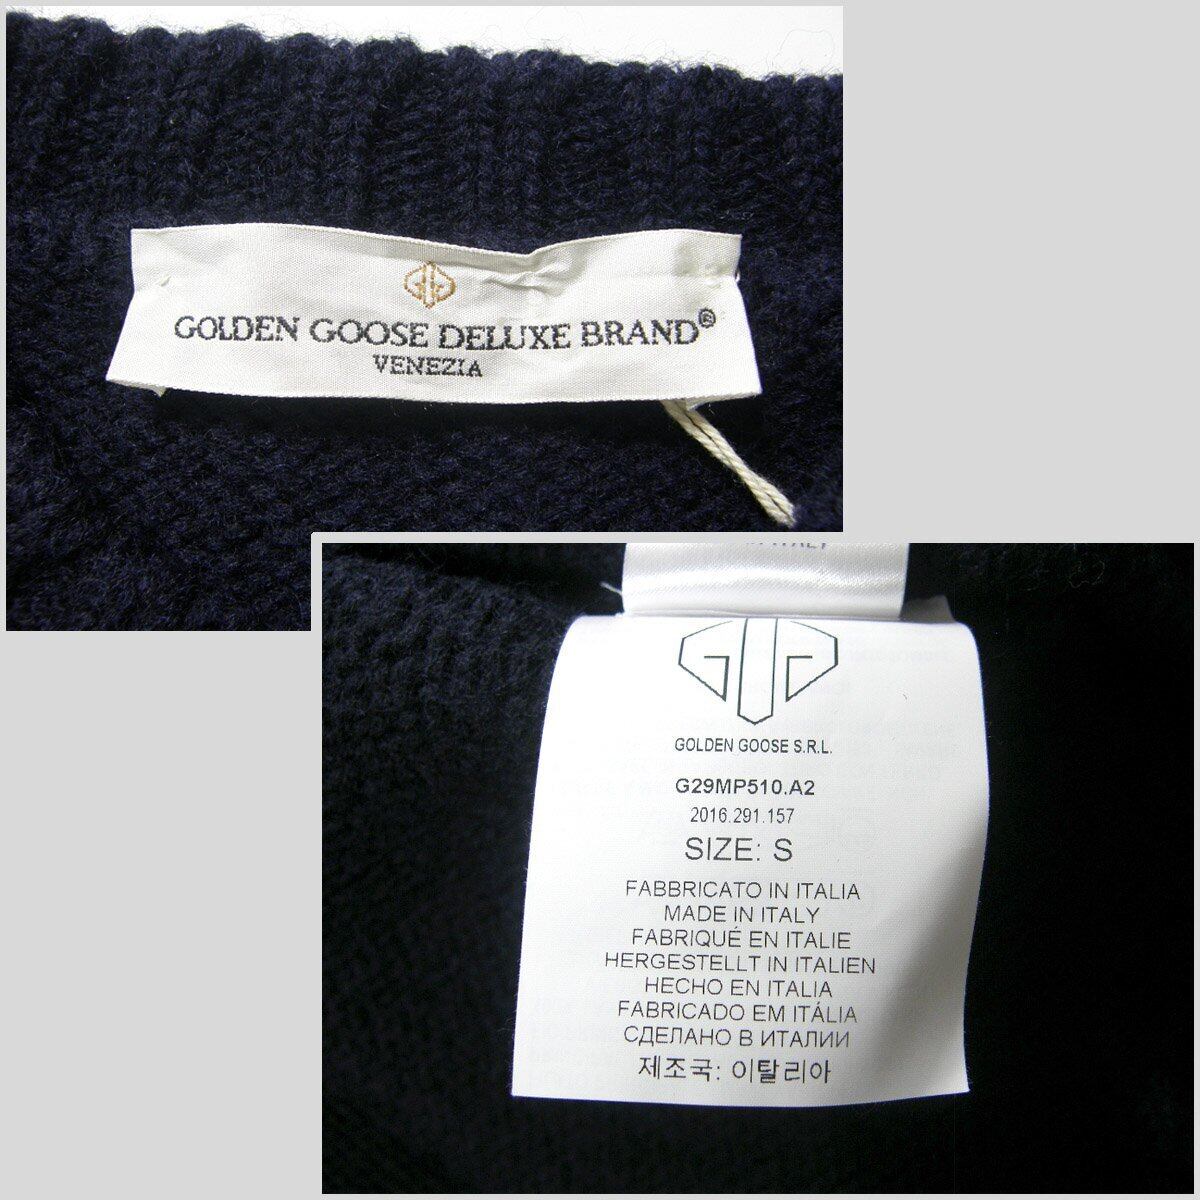 GOLDEN GOOSE DELUXE BRAND®
VENEZIA
ITALY
GOLDEN GOOSE S.R.L.
G29MP510.A2
2016.291.157
SIZE: S
FABBRICATO IN ITALIA
MADE IN ITALY
FABRIQUÉ EN ITALIE
HERGESTELLT IN ITALIEN
HECHO EN ITALIA
FABRICADO EM ITÁLIA
СДЕЛАНО В ИТАЛИИ
제조국: 이탈리아